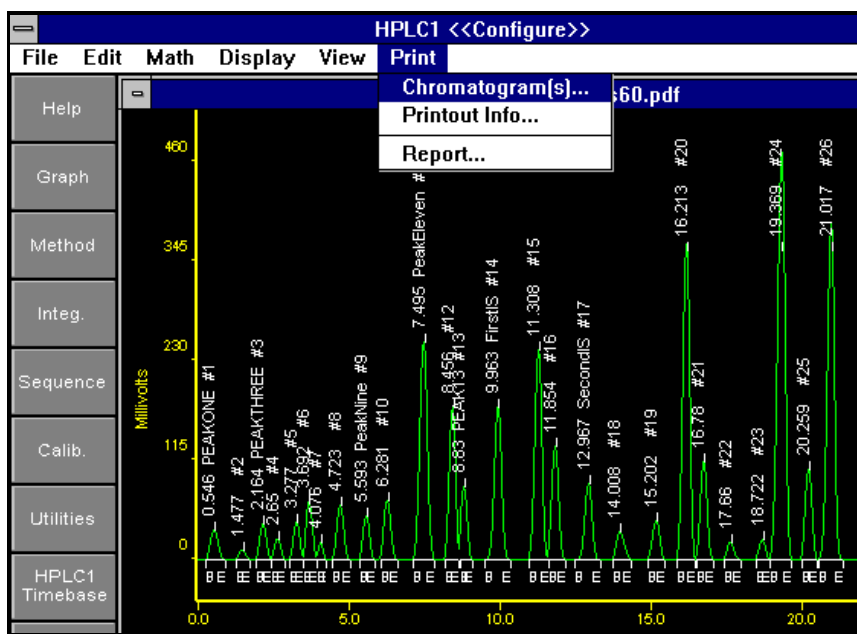 HPLC1 <<Configure>>
File Edit Math Display View Print
Chromatogram(s)...
Printout Info...
Report...
s60.pdf
Help
Graph
Method
Integ.
Sequence
Calib.
Utilities
HPLC1
Timebase
Millivolts
460
345
230
115
0
0.546 PEAKONE #1
1.477 #2
2.164 PEAKTHREE #3
2.65 #4
3.277 #5
3.692 #6
4.076 #7
4.723 #8
5.593 PeakNine #9
6.281 #10
7.495 PeakEleven #
8.456 #12
8.83 PEAK13 #13
9.963 FirstIS #14
11.308 #15
11.854 #16
12.967 SecondIS #17
14.008 #18
15.202 #19
16.213 #20
16.78 #21
17.66 #22
18.722 #23
19.369 #24
20.259 #25
21.017 #26
0.0 5.0 10.0 15.0 20.0